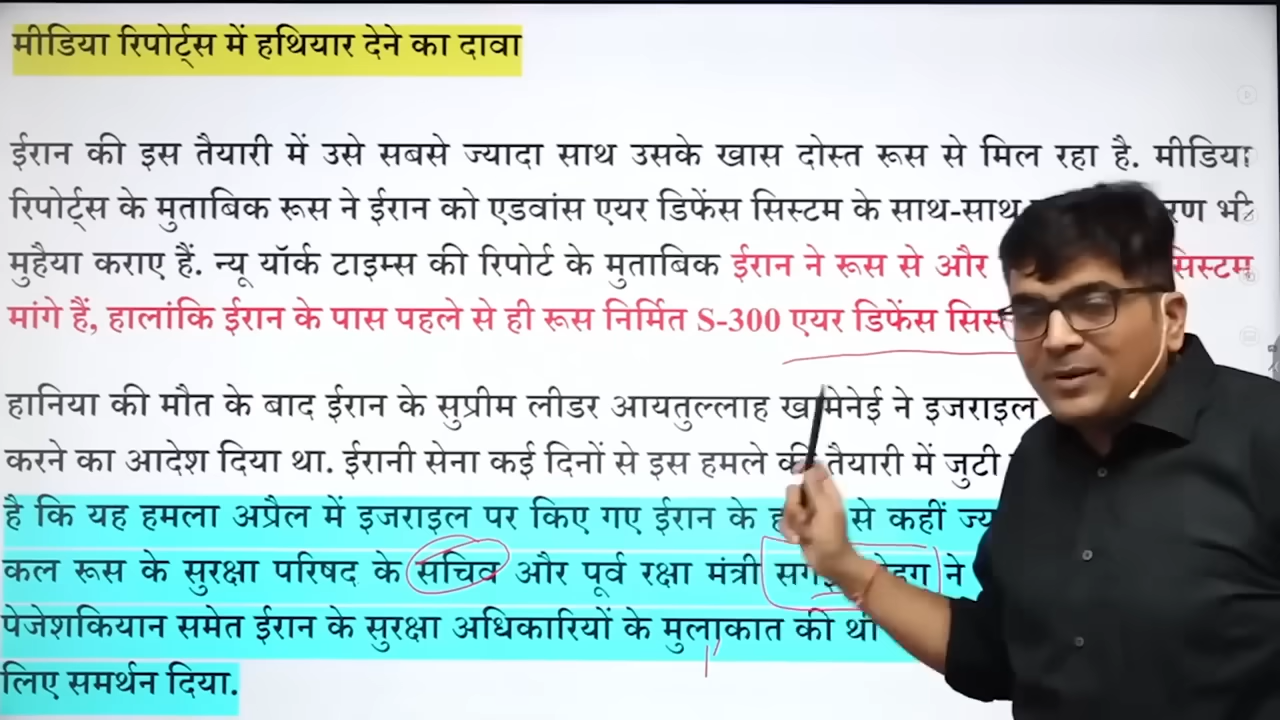 मीडिया रिपोर्ट्स में हथियार देने का दावा
ईरान की इस तैयारी में उसे सबसे ज्यादा साथ उसके खास दोस्त रूस से मिल रहा है. मीडिया
रिपोर्ट्स के मुताबिक रूस ने ईरान को एडवांस एयर डिफेंस सिस्टम के साथ-साथ भी
मुहैया कराए हैं. न्यू यॉर्क टाइम्स की रिपोर्ट के मुताबिक ईरान ने रूस से और सिस्टम
मांगे हैं, हालांकि ईरान के पास पहले से ही रूस निर्मित S-300 एयर डिफेंस
हानिया की मौत के बाद ईरान के सुप्रीम लीडर आयतुल्लाह खामेनेई ने इजराइल
करने का आदेश दिया था. ईरानी सेना कई दिनों से इस हमले की तैयारी में जुटी
है कि यह हमला अप्रैल में इजराइल पर किए गए ईरान के से कहीं
कल रूस के सुरक्षा परिषद के सचिव और पूर्व रक्षा मंत्री ने
पेजेशकियान समेत ईरान के सुरक्षा अधिकारियों के मुलाकात की थी
लिए समर्थन दिया.